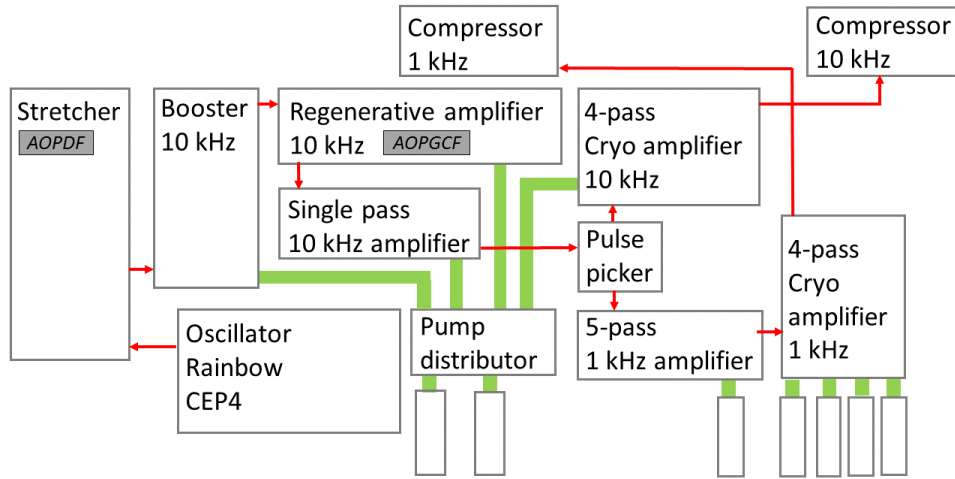 Compressor
1 kHz
Compressor
10 kHz
Stretcher
AOPDF
Booster
10 kHz
Regenerative amplifier
10 kHz AOPGCF
4-pass
Cryo amplifier
10 kHz
Single pass
10 kHz amplifier
Pulse
picker
4-pass
Cryo
amplifier
1 kHz
Oscillator
Rainbow
CEP4
Pump
distributor
5-pass
1 kHz amplifier